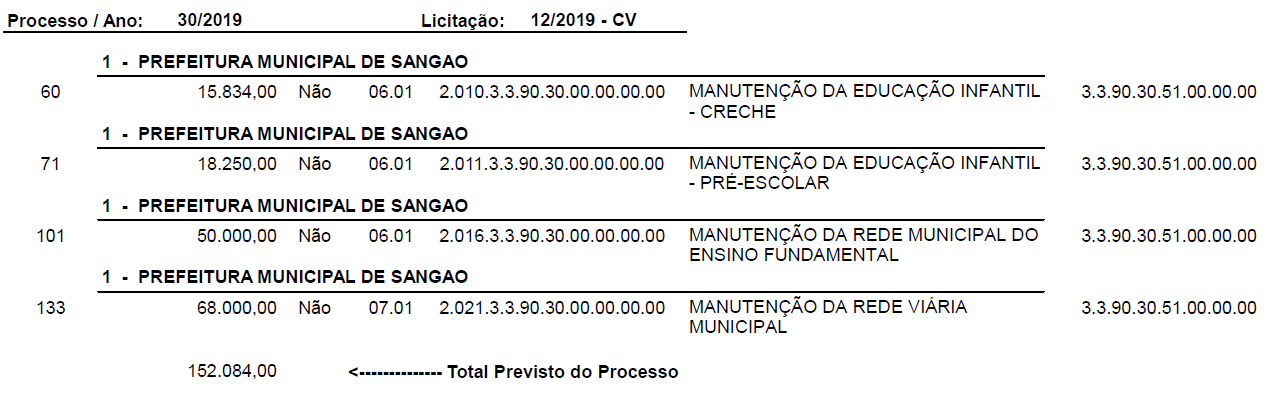 Processo / Ano: 30/2019 Licitação: 12/2019 - CV
1 - PREFEITURA MUNICIPAL DE SANGAO
60 15.834,00 Não 06.01 2.010.3.3.90.30.00.00.00.00 MANUTENÇÃO DA EDUCAÇÃO INFANTIL 3.3.90.30.51.00.00.00
- CRECHE
1 - PREFEITURA MUNICIPAL DE SANGAO
71 18.250,00 Não 06.01 2.011.3.3.90.30.00.00.00.00 MANUTENÇÃO DA EDUCAÇÃO INFANTIL 3.3.90.30.51.00.00.00
- PRÉ-ESCOLAR
1 - PREFEITURA MUNICIPAL DE SANGAO
101 50.000,00 Não 06.01 2.016.3.3.90.30.00.00.00.00 MANUTENÇÃO DA REDE MUNICIPAL DO 3.3.90.30.51.00.00.00
ENSINO FUNDAMENTAL
1 - PREFEITURA MUNICIPAL DE SANGAO
133 68.000,00 Não 07.01 2.021.3.3.90.30.00.00.00.00 MANUTENÇÃO DA REDE VIÁRIA 3.3.90.30.51.00.00.00
MUNICIPAL
152.084,00 <-------------- Total Previsto do Processo